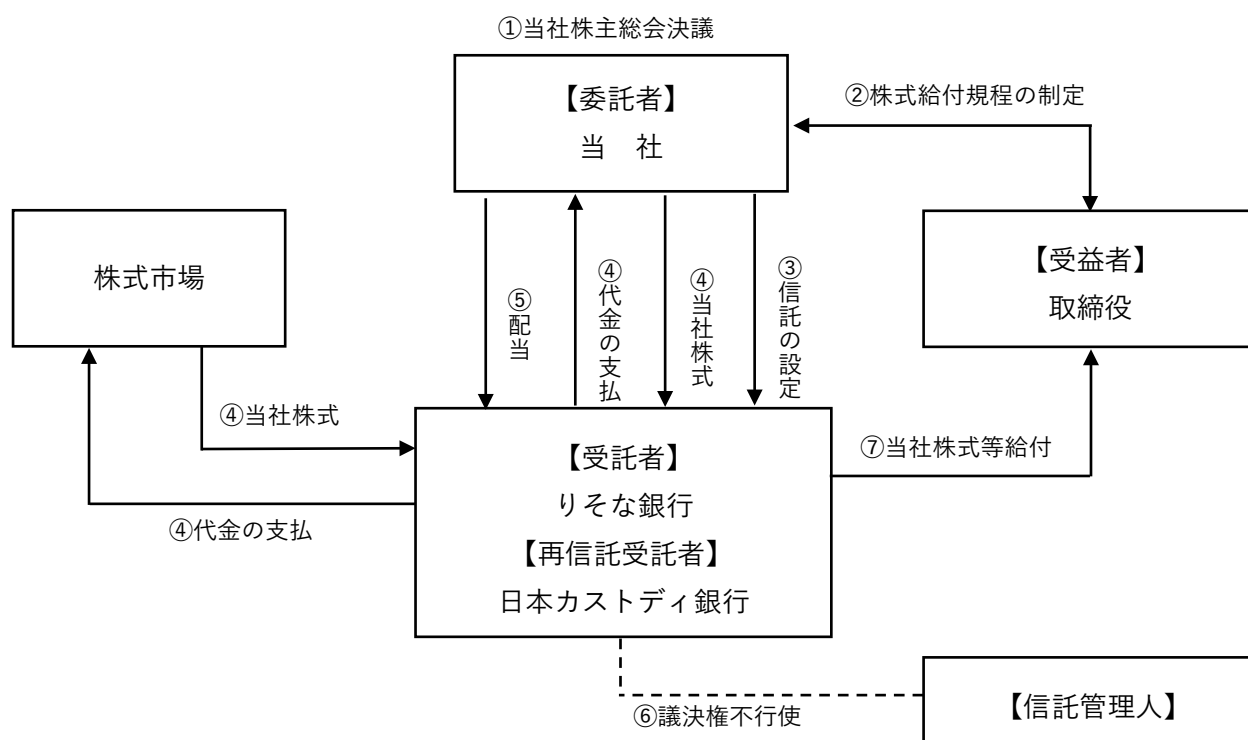 ①当社株主総会決議
【委託者】
当　社
②株式給付規程の制定
株式市場
【受益者】
取締役
⑤配当
④代金の支払
④当社株式
③信託の設定
④当社株式
④代金の支払
【受託者】
りそな銀行
【再信託受託者】
日本カストディ銀行
⑦当社株式等給付
⑥議決権不行使
【信託管理人】